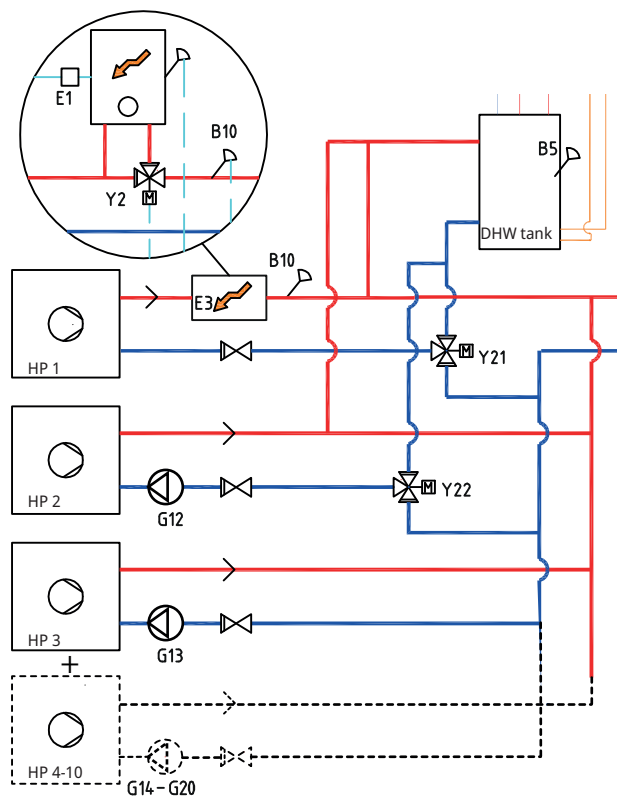 E1
B10
Y2
M
B5
DHW tank
B10
E3
HP 1
M
Y21
HP 2
G12
M
Y22
HP 3
G13
+
HP 4-10
G14-G20